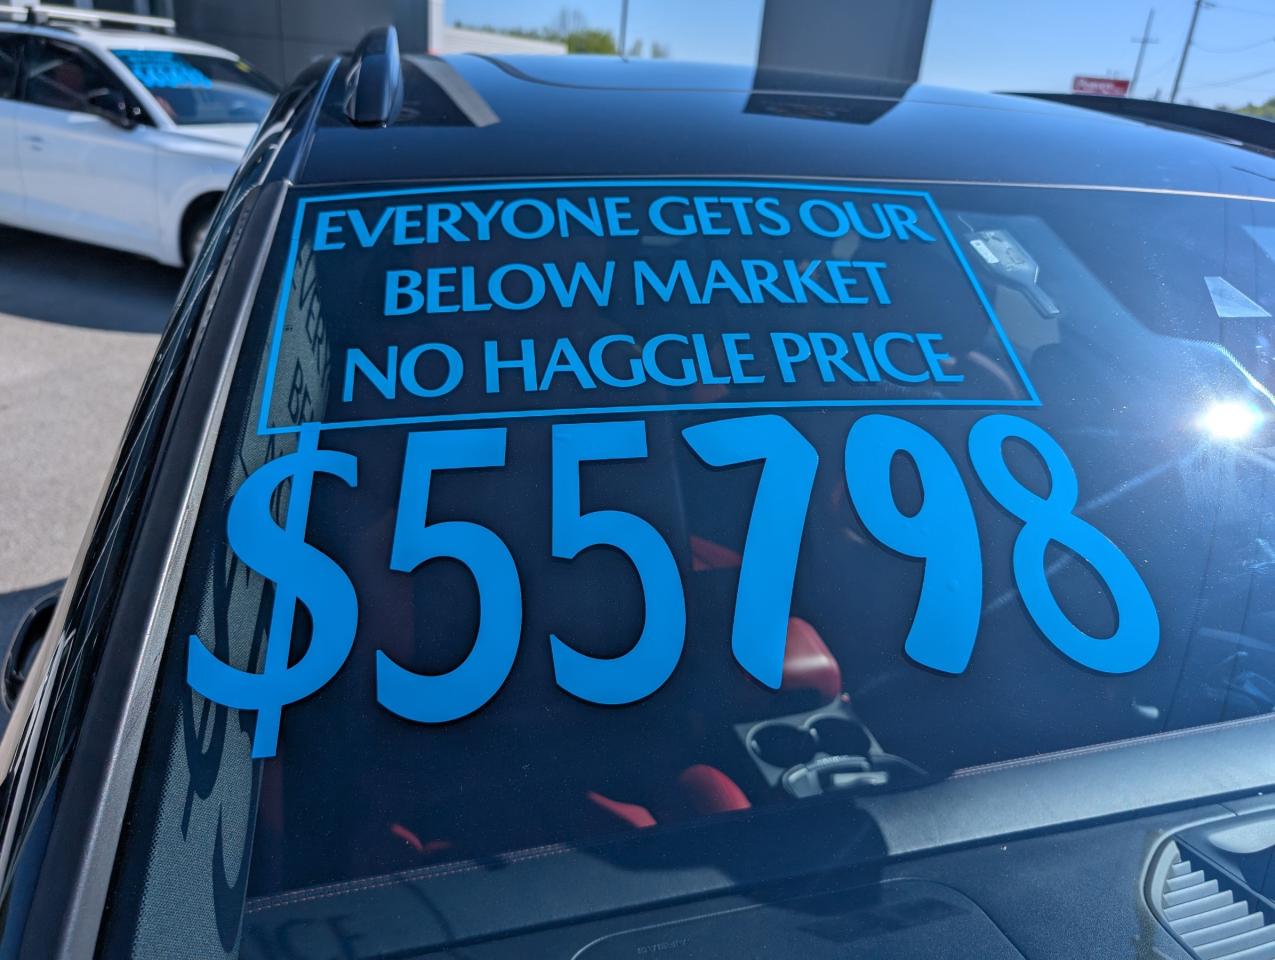 EVERYONE GETS OUR
BELOW MARKET
NO HAGGLE PRICE
$55798